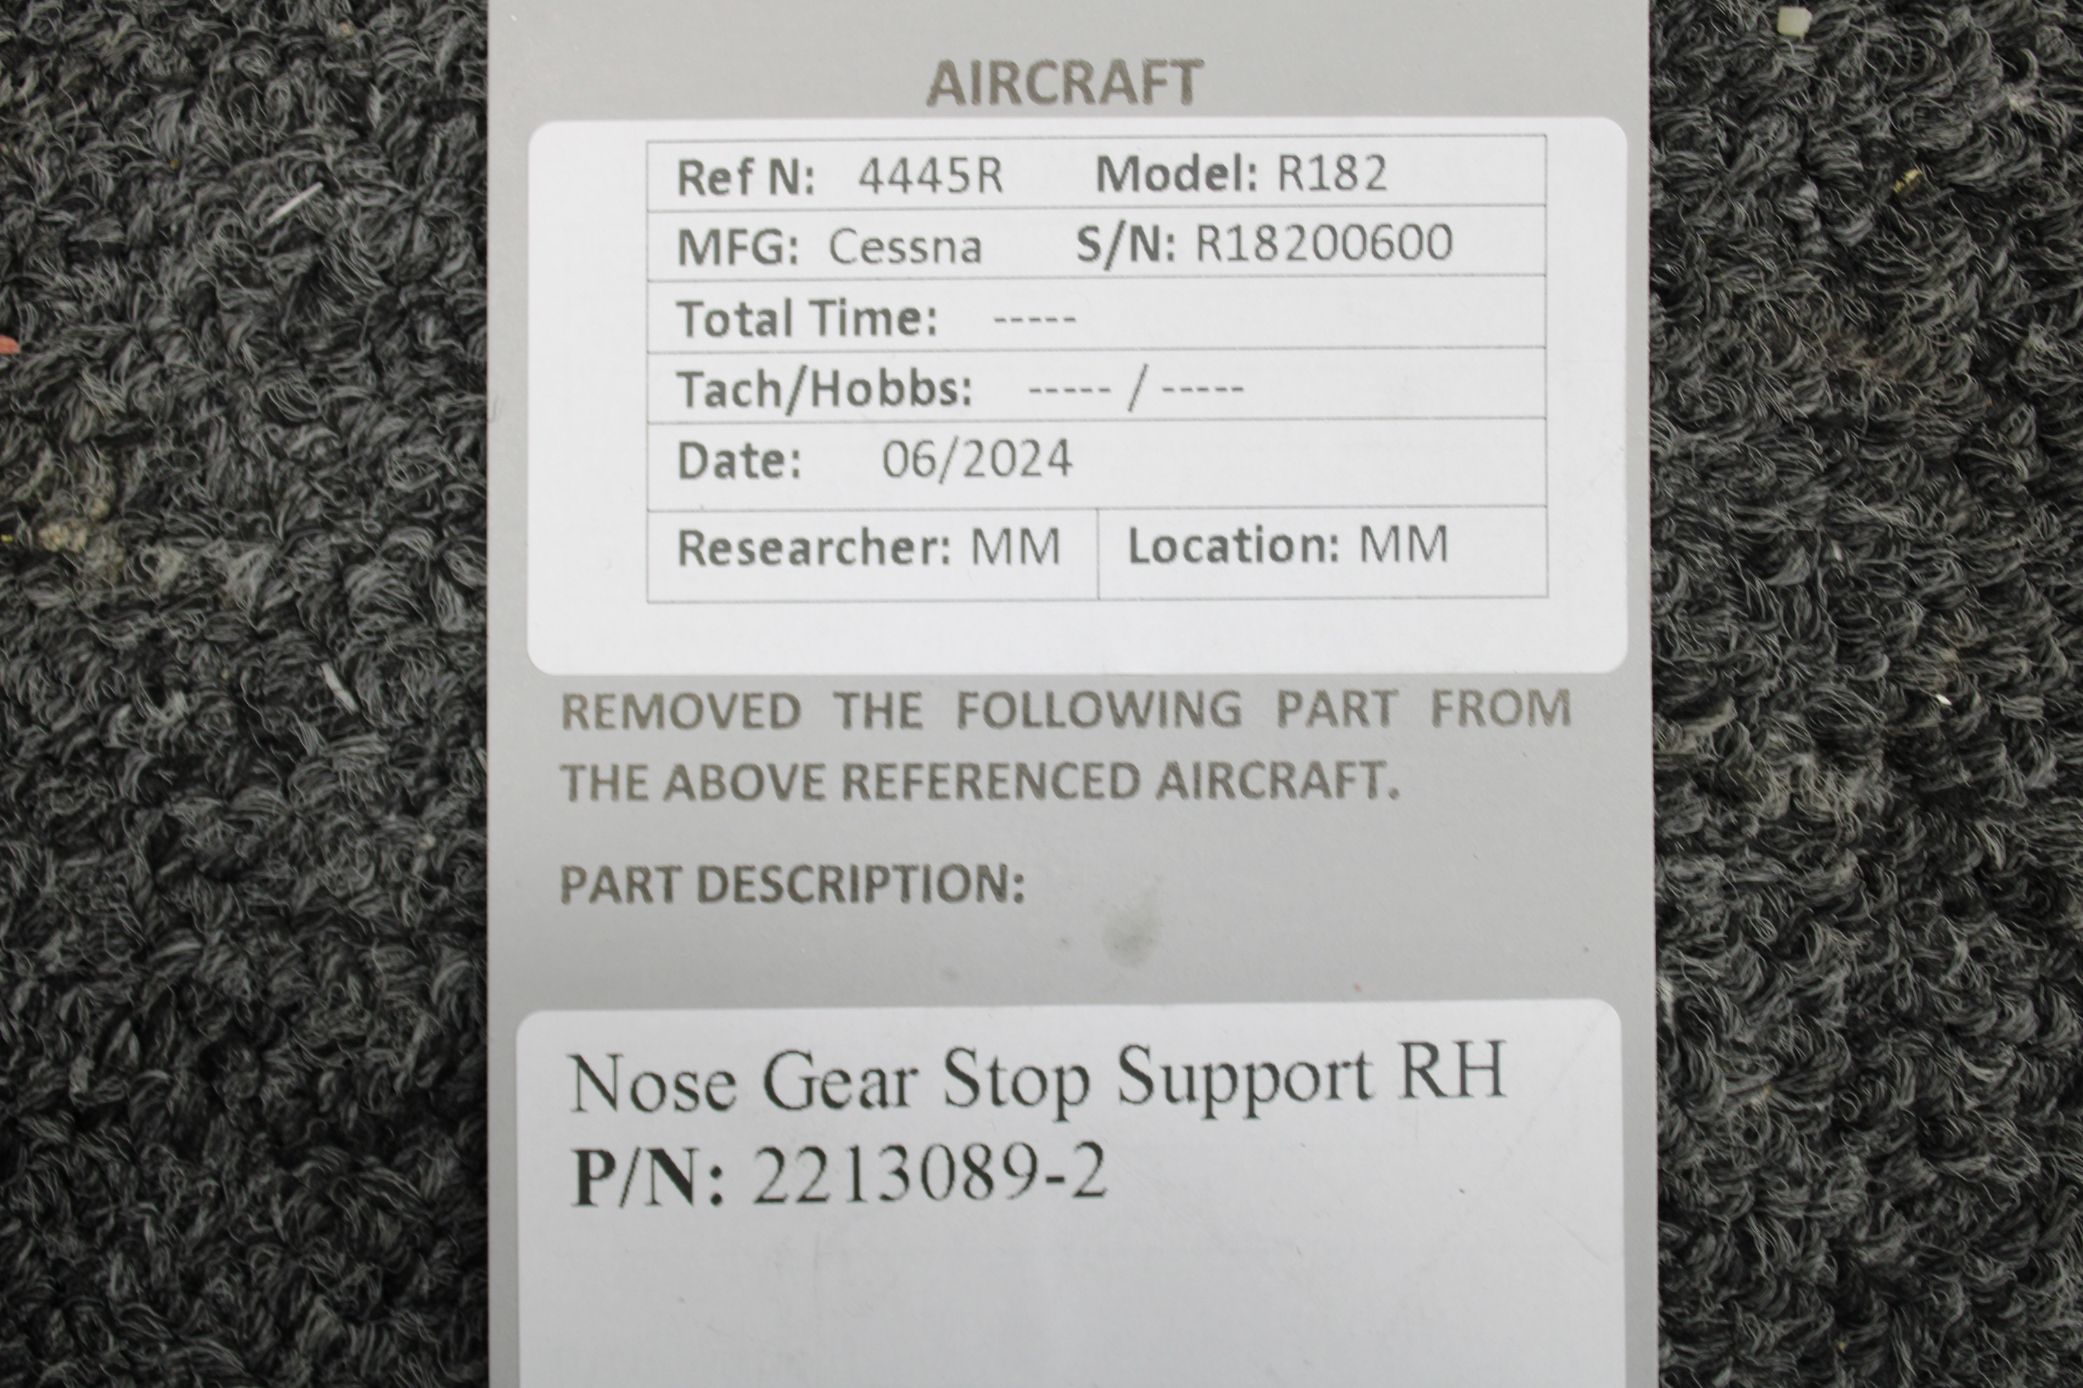 AIRCRAFT
Ref N: 4445R Model: R182
MFG: Cessna S/N: R18200600
Total Time: -----
Tach/Hobbs: ----- / -----
Date: 06/2024
Researcher: MM Location: MM
REMOVED THE FOLLOWING PART FROM
THE ABOVE REFERENCED AIRCRAFT.
PART DESCRIPTION:
Nose Gear Stop Support RH
P/N: 2213089-2